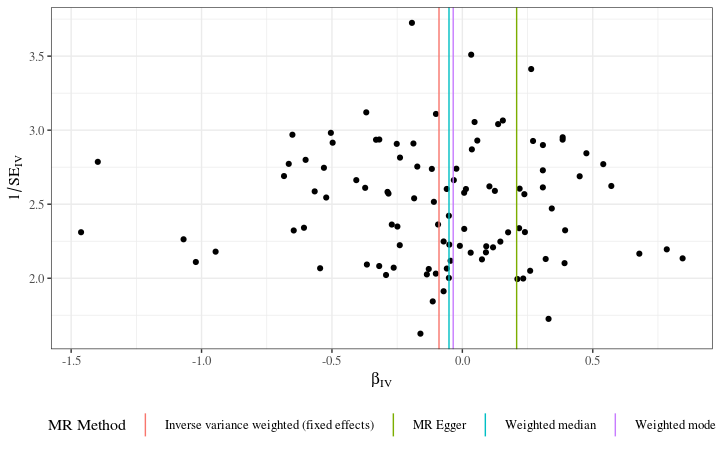 3.5
3.0
2.5
2.0
1/SE_IV
-1.5 -1.0 -0.5 0.0 0.5
β_IV
MR Method Inverse variance weighted (fixed effects) MR Egger Weighted median Weighted mode